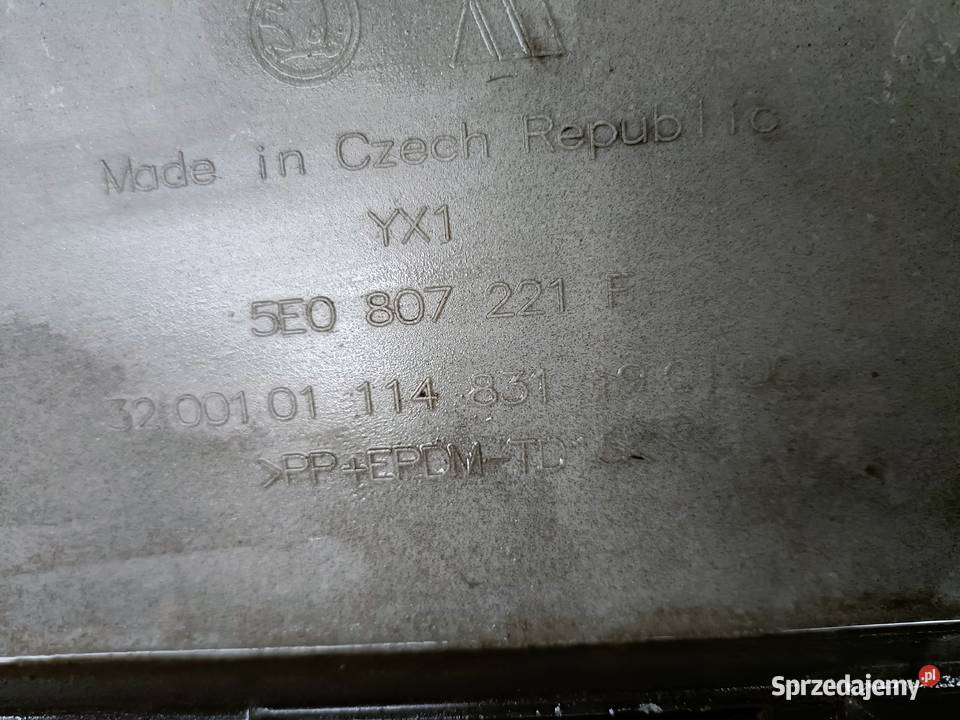 Made in Czech Republic
YX1
5E0 807 221 F
32 001 01 114 831
>PP+EPDM-TD
Sprzedajemy.pl